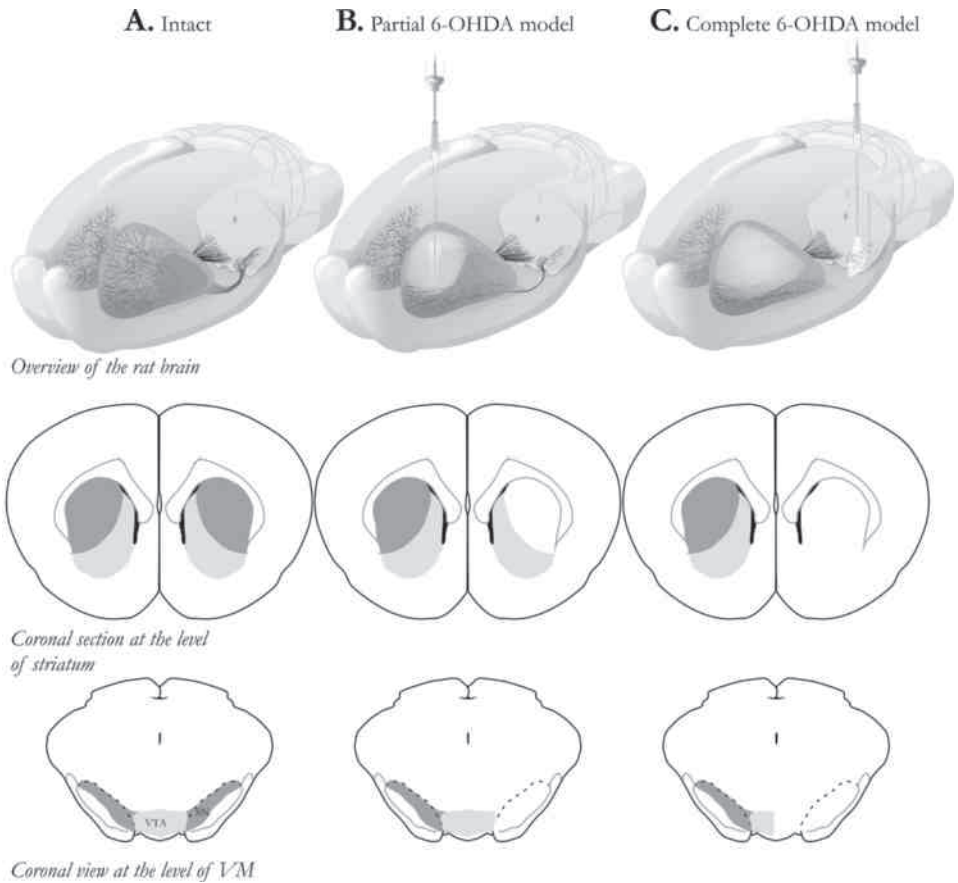 A. Intact
B. Partial 6-OHDA model
C. Complete 6-OHDA model
Overview of the rat brain
Coronal section at the level
of striatum
VTA
SN
Coronal view at the level of VM